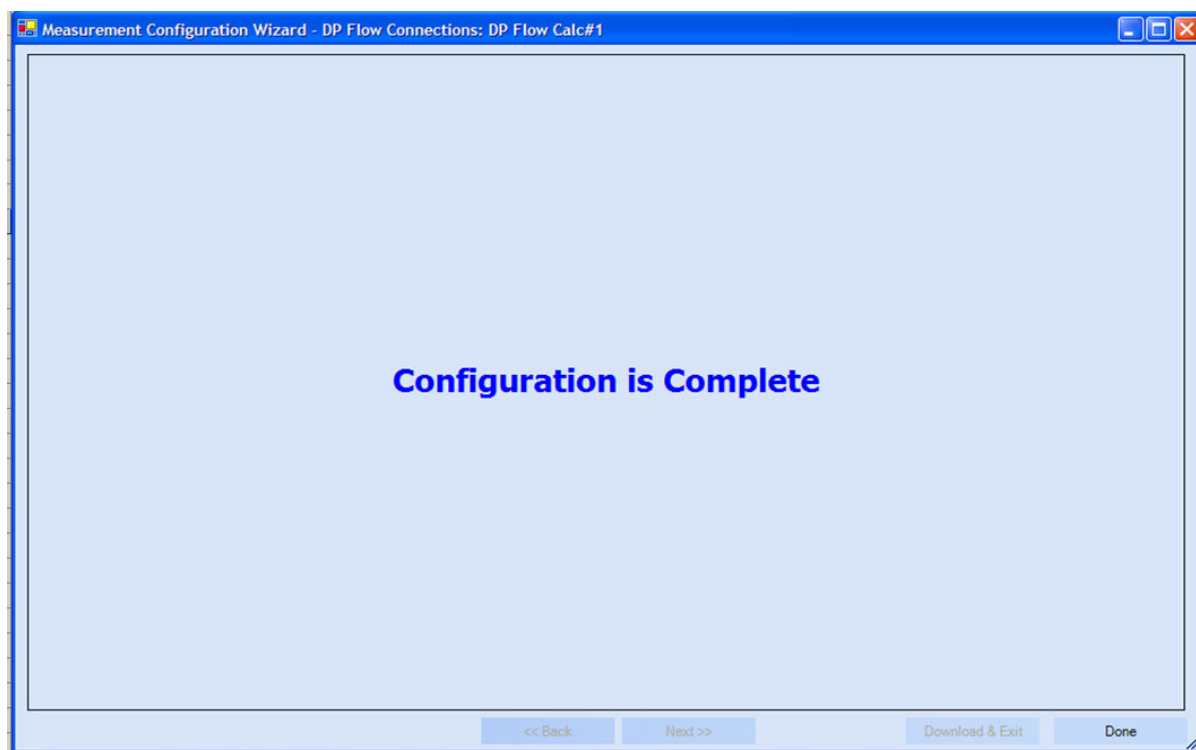 Measurement Configuration Wizard - DP Flow Connections: DP Flow Calc#1
Configuration is Complete
<< Back Next >> Download & Exit Done